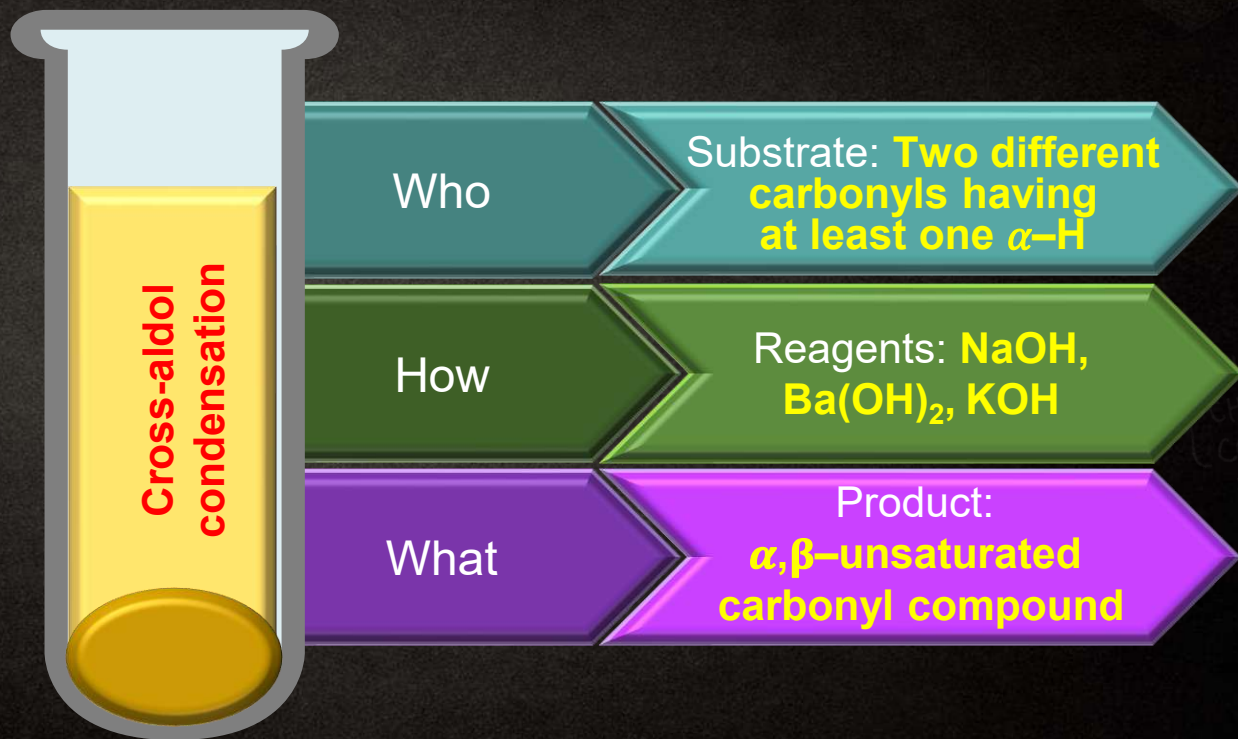 Cross-aldol
condensation
Who
Substrate: Two different
carbonyls having
at least one α–H
How
Reagents: NaOH,
Ba(OH)₂, KOH
What
Product:
α,β–unsaturated
carbonyl compound